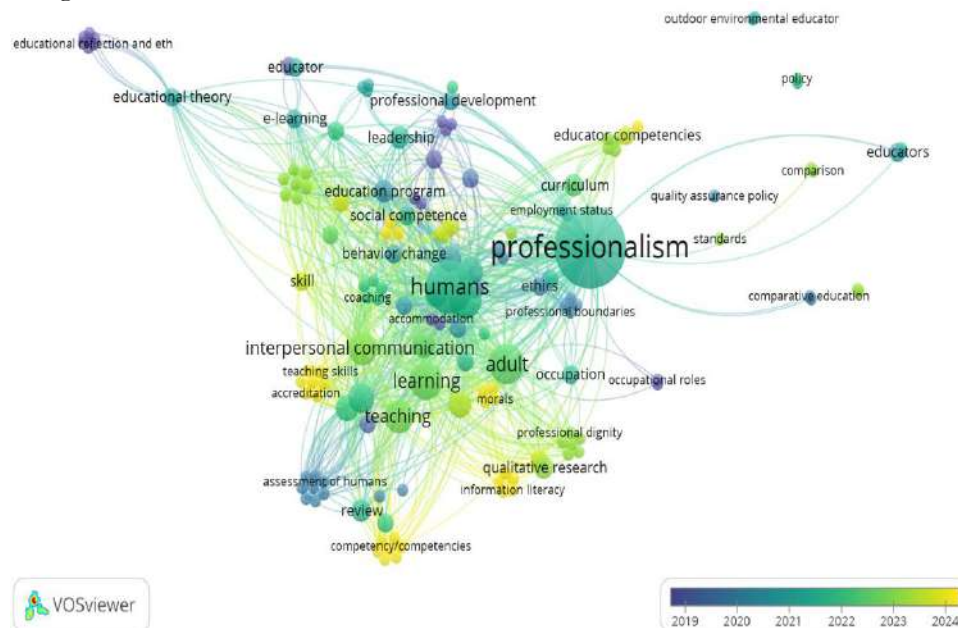 outdoor environmental educator
educational reflection and eth
educator
policy
educational theory
professional development
e-learning
leadership
educator competencies
educators
comparison
education program
curriculum
quality assurance policy
social competence
employment status
standards
behavior change
professionalism
skill
humans
ethics
coaching
comparative education
accommodation
professional boundaries
interpersonal communication
adult
teaching skills
learning
occupation
occupational roles
accreditation
morals
teaching
professional dignity
qualitative research
assessment of humans
information literacy
review
competency/competencies
VOSviewer
2019 2020 2021 2022 2023 2024